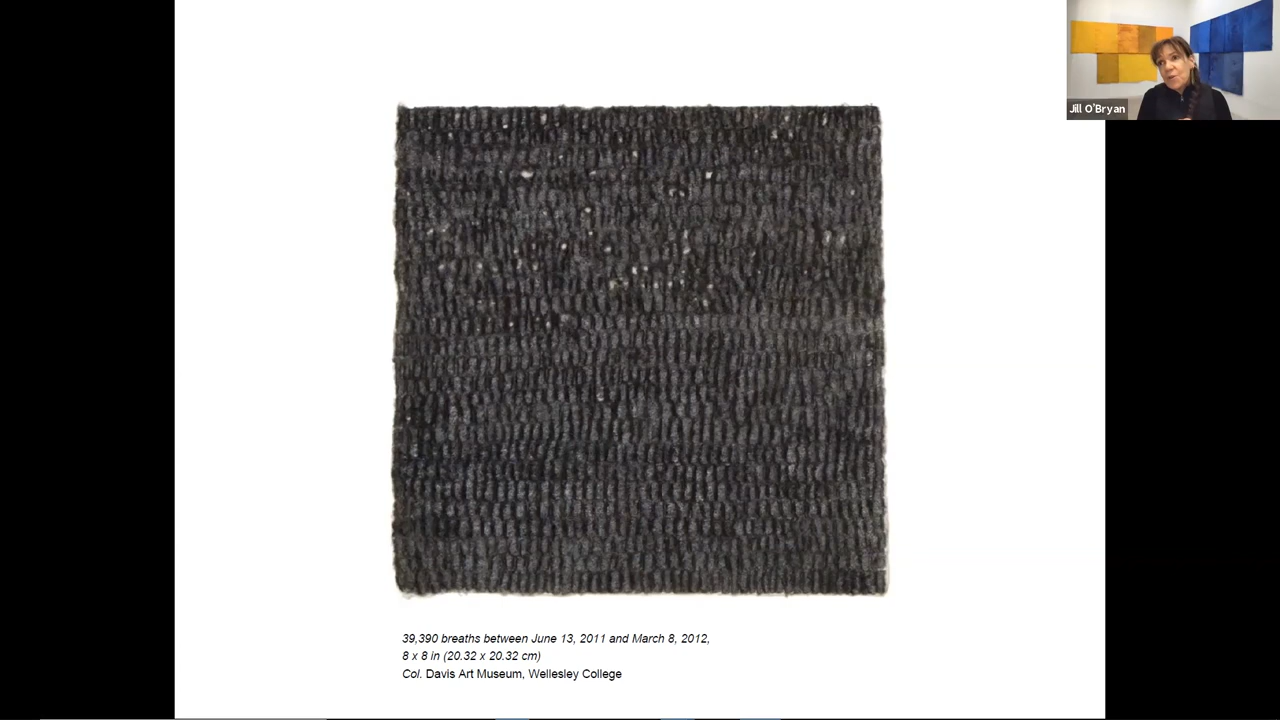 Jill O'Bryan
39,390 breaths between June 13, 2011 and March 8, 2012,
8 x 8 in (20.32 x 20.32 cm)
Col. Davis Art Museum, Wellesley College